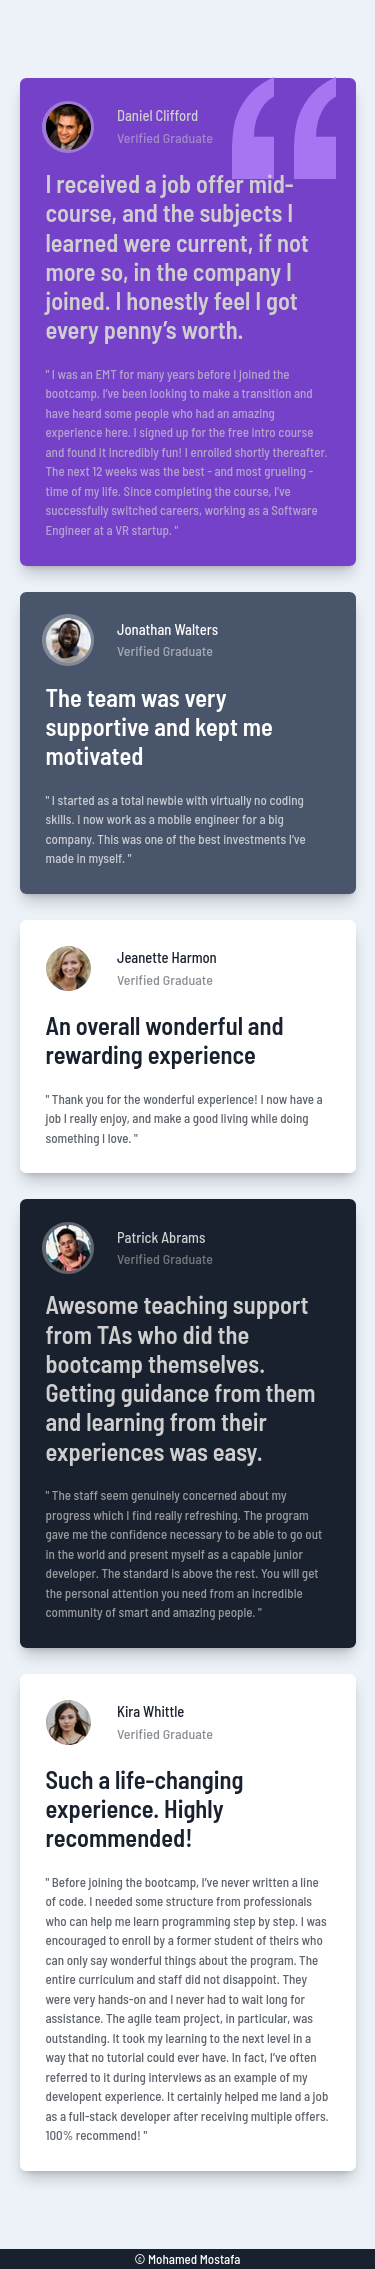 Daniel Clifford
Verified Graduate
I received a job offer mid-
course, and the subjects I
learned were current, if not
more so, in the company I
joined. I honestly feel I got
every penny’s worth.
" I was an EMT for many years before I joined the
bootcamp. I’ve been looking to make a transition and
have heard some people who had an amazing
experience here. I signed up for the free intro course
and found it incredibly fun! I enrolled shortly thereafter.
The next 12 weeks was the best - and most grueling -
time of my life. Since completing the course, I’ve
successfully switched careers, working as a Software
Engineer at a VR startup. "
Jonathan Walters
Verified Graduate
The team was very
supportive and kept me
motivated
" I started as a total newbie with virtually no coding
skills. I now work as a mobile engineer for a big
company. This was one of the best investments I’ve
made in myself. "
Jeanette Harmon
Verified Graduate
An overall wonderful and
rewarding experience
" Thank you for the wonderful experience! I now have a
job I really enjoy, and make a good living while doing
something I love. "
Patrick Abrams
Verified Graduate
Awesome teaching support
from TAs who did the
bootcamp themselves.
Getting guidance from them
and learning from their
experiences was easy.
" The staff seem genuinely concerned about my
progress which I find really refreshing. The program
gave me the confidence necessary to be able to go out
in the world and present myself as a capable junior
developer. The standard is above the rest. You will get
the personal attention you need from an incredible
community of smart and amazing people. "
Kira Whittle
Verified Graduate
Such a life-changing
experience. Highly
recommended!
" Before joining the bootcamp, I’ve never written a line
of code. I needed some structure from professionals
who can help me learn programming step by step. I was
encouraged to enroll by a former student of theirs who
can only say wonderful things about the program. The
entire curriculum and staff did not disappoint. They
were very hands-on and I never had to wait long for
assistance. The agile team project, in particular, was
outstanding. It took my learning to the next level in a
way that no tutorial could ever have. In fact, I’ve often
referred to it during interviews as an example of my
developent experience. It certainly helped me land a job
as a full-stack developer after receiving multiple offers.
100% recommend! "
© Mohamed Mostafa